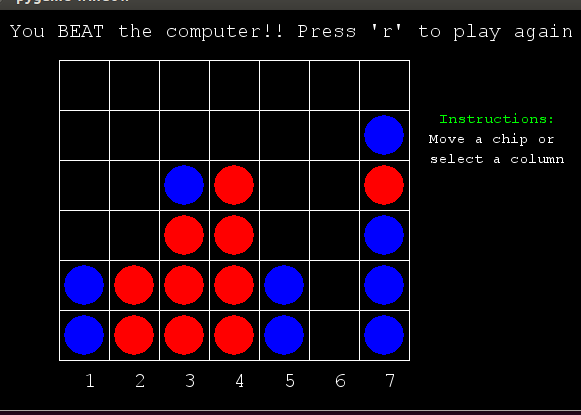 You BEAT the computer!! Press 'r' to play again
Instructions:
Move a chip or
select a column
1 2 3 4 5 6 7